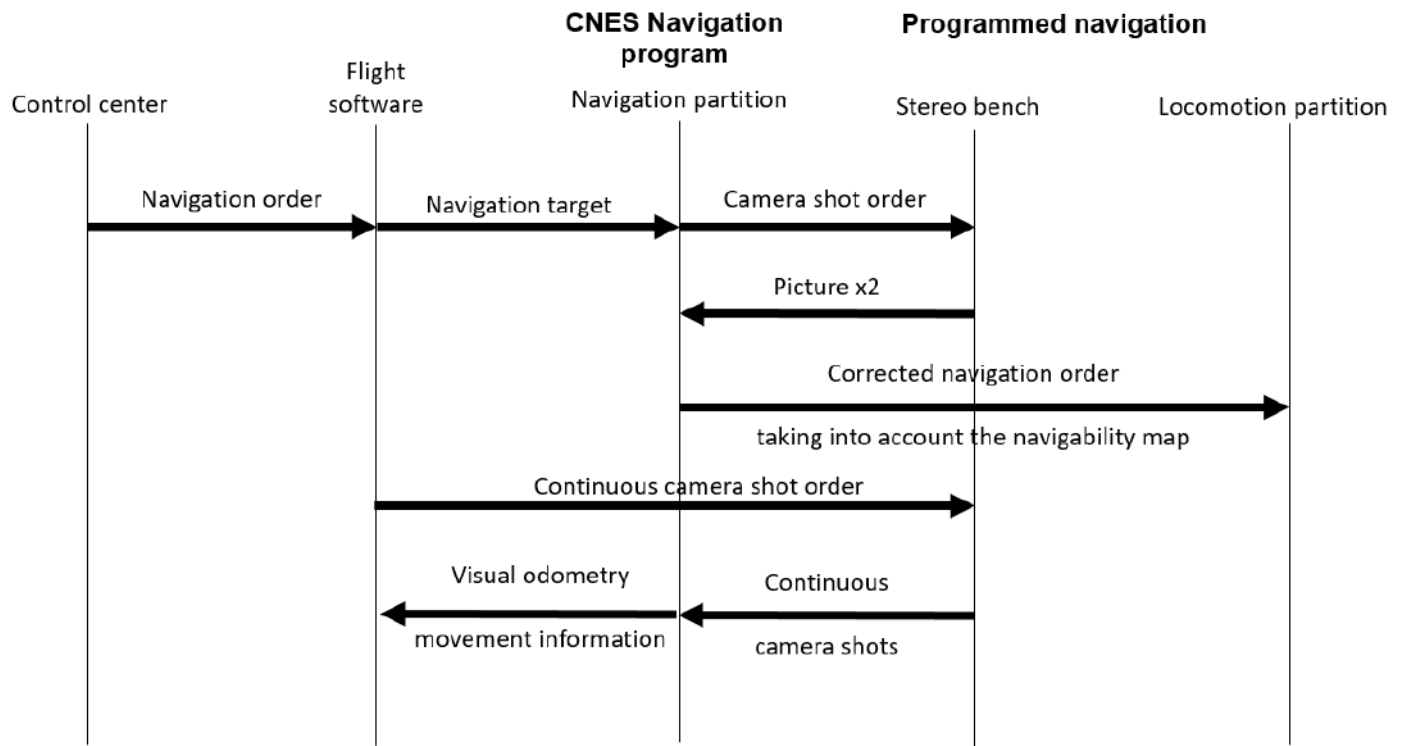 CNES Navigation
program
Programmed navigation
Control center
Flight
software
Navigation partition
Stereo bench
Locomotion partition
Navigation order
Navigation target
Camera shot order
Picture x2
Corrected navigation order
taking into account the navigability map
Continuous camera shot order
Visual odometry
movement information
Continuous
camera shots